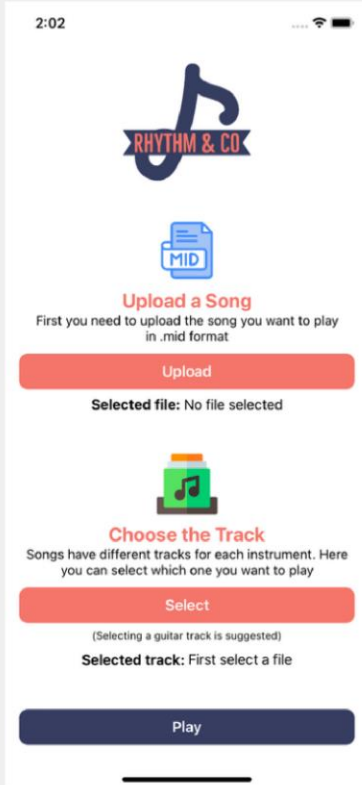 2:02
RHYTHM & CO
MID
Upload a Song
First you need to upload the song you want to play
in .mid format
Upload
Selected file: No file selected
Choose the Track
Songs have different tracks for each instrument. Here
you can select which one you want to play
Select
(Selecting a guitar track is suggested)
Selected track: First select a file
Play